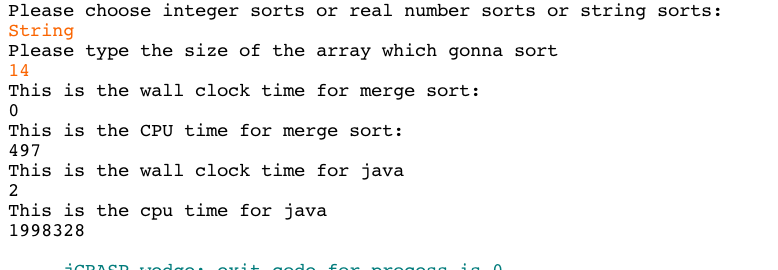 Please choose integer sorts or real number sorts or string sorts:
String
Please type the size of the array which gonna sort
14
This is the wall clock time for merge sort:
0
This is the CPU time for merge sort:
497
This is the wall clock time for java
2
This is the cpu time for java
1998328
jGRASP wedge: exit code for process is 0